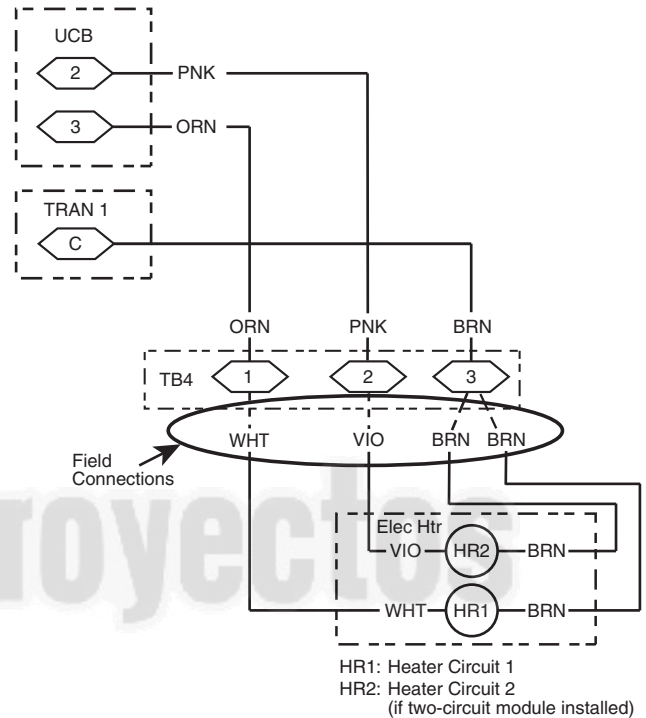 UCB
2 PNK
3 ORN
TRAN 1
C
ORN PNK BRN
TB4 1 2 3
WHT VIO BRN BRN
Field
Connections
royectos
Elec Htr
VIO HR2 BRN
WHT HR1 BRN
HR1: Heater Circuit 1
HR2: Heater Circuit 2
(if two-circuit module installed)